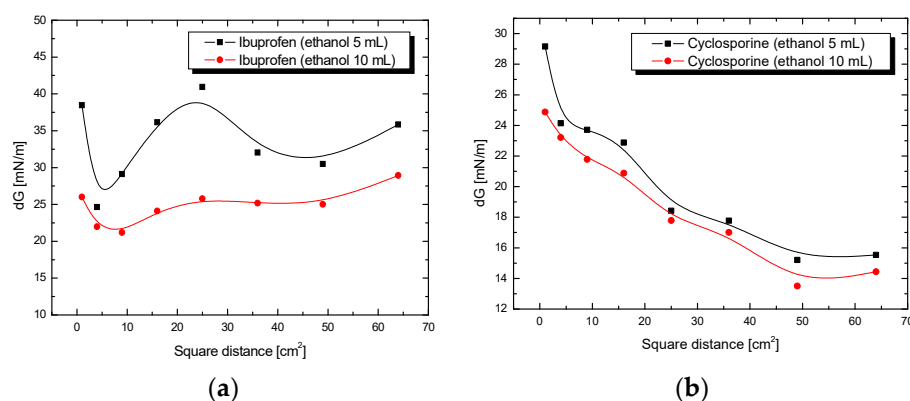 50
45
40
35
30
25
20
15
10
dG [mN/m]
Ibuprofen (ethanol 5 mL)
Ibuprofen (ethanol 10 mL)
0 10 20 30 40 50 60 70
Square distance [cm²]
(a)
30
28
26
24
22
20
18
16
14
12
dG [mN/m]
Cyclosporine (ethanol 5 mL)
Cyclosporine (ethanol 10 mL)
0 10 20 30 40 50 60 70
Square distance [cm²]
(b)